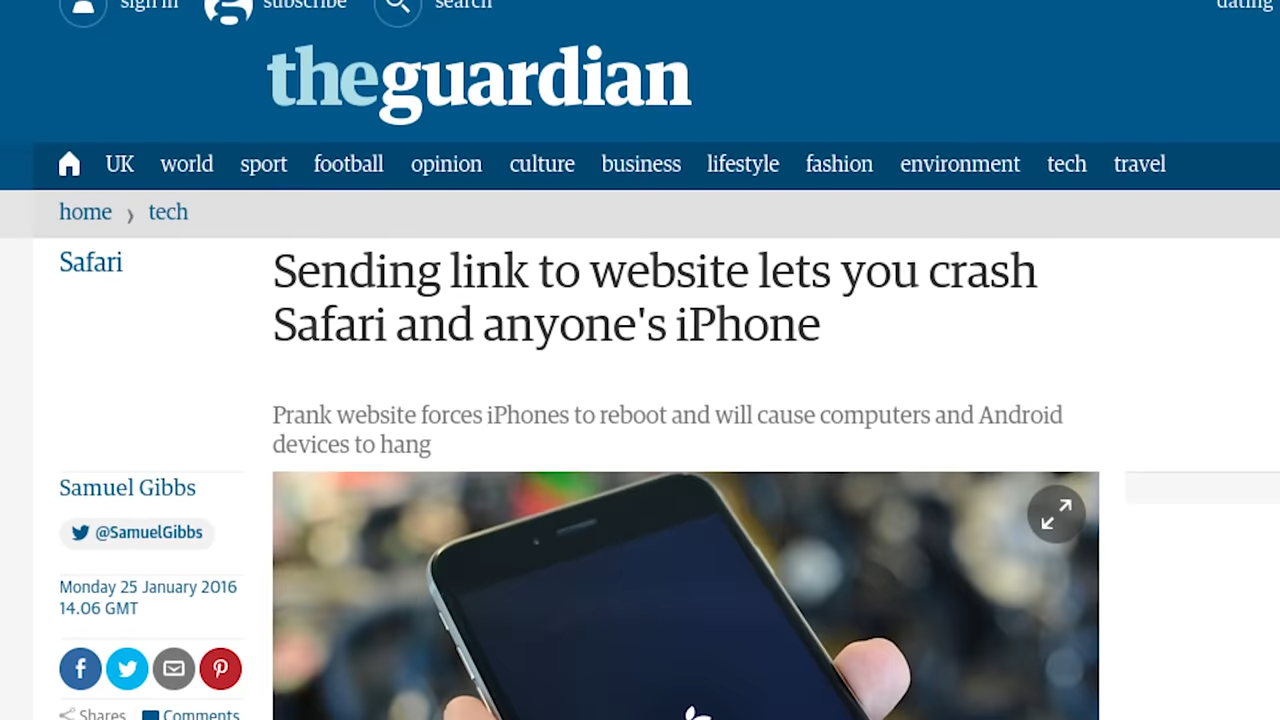 sign in subscribe search dating
theguardian
UK world sport football opinion culture business lifestyle fashion environment tech travel
home › tech
Safari
Sending link to website lets you crash
Safari and anyone's iPhone
Prank website forces iPhones to reboot and will cause computers and Android
devices to hang
Samuel Gibbs
@SamuelGibbs
Monday 25 January 2016
14.06 GMT
Shares Comments